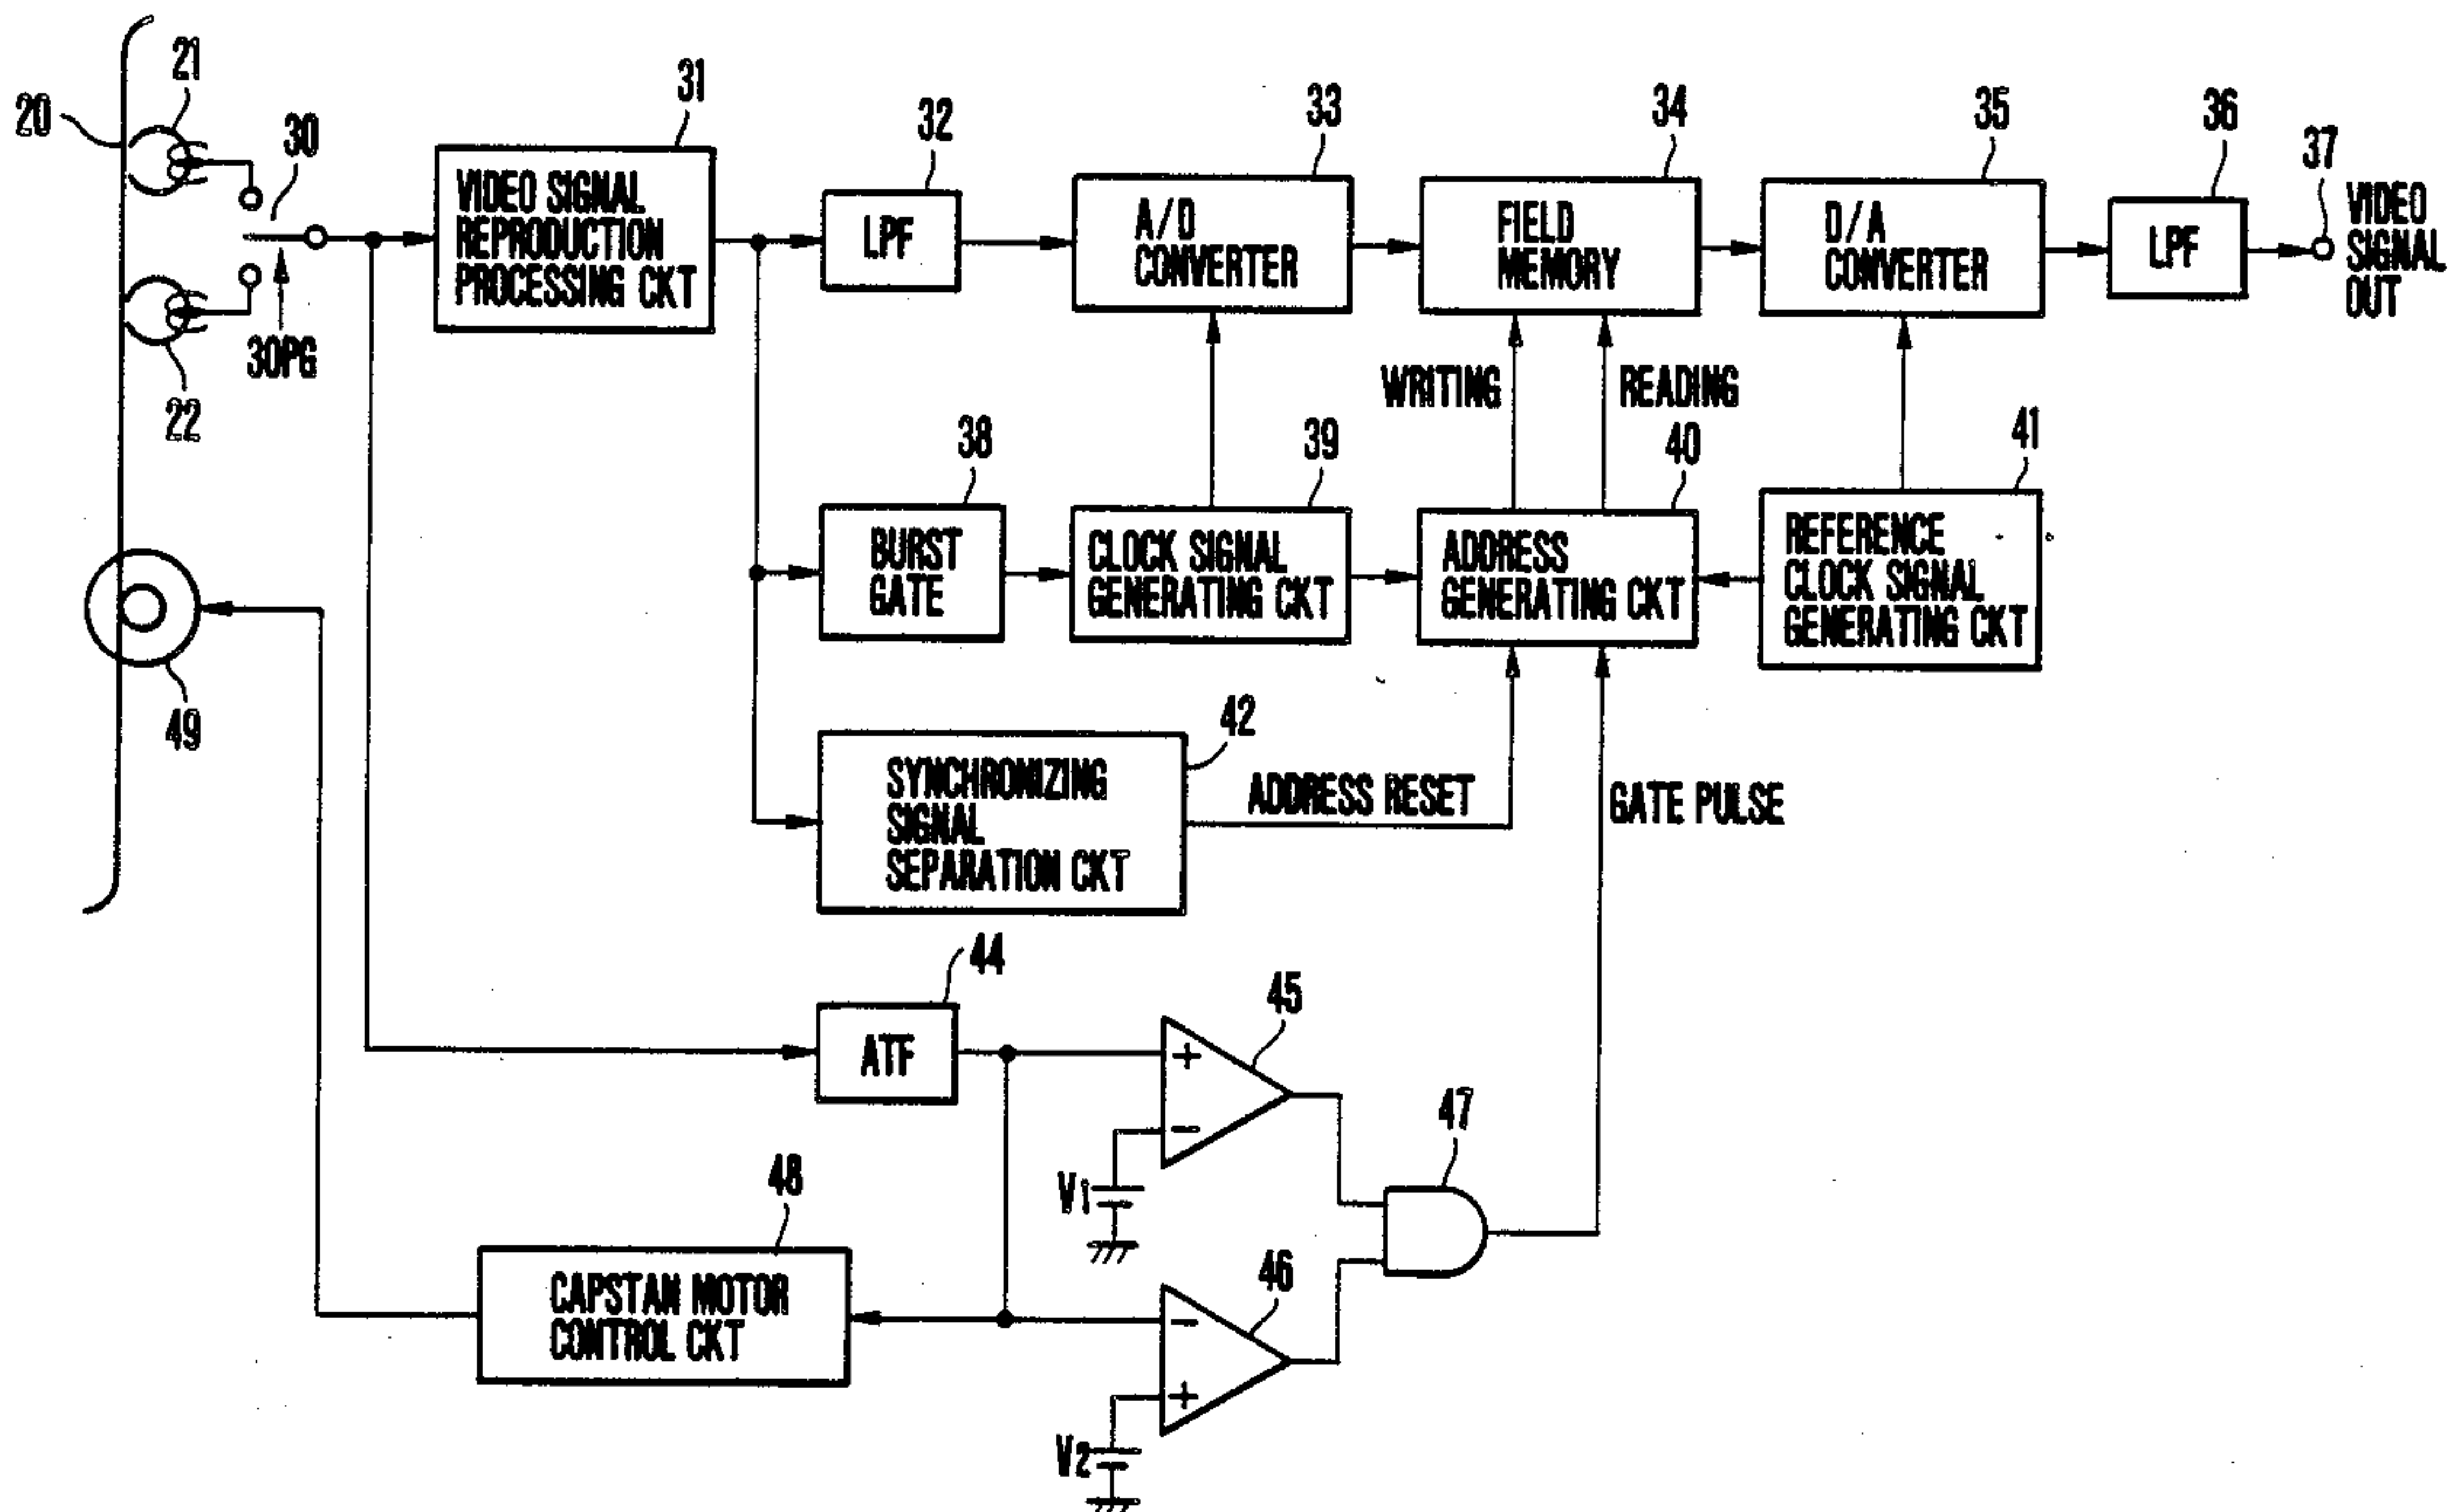 20
21
30
22
30PG
49
31
VIDEO SIGNAL
REPRODUCTION
PROCESSING CKT
32
LPF
33
A/D
CONVERTER
34
FIELD
MEMORY
35
D/A
CONVERTER
36
LPF
37
VIDEO
SIGNAL
OUT
WRITING
READING
38
BURST
GATE
39
CLOCK SIGNAL
GENERATING CKT
40
ADDRESS
GENERATING CKT
41
REFERENCE
CLOCK SIGNAL
GENERATING CKT
42
SYNCHRONIZING
SIGNAL
SEPARATION CKT
ADDRESS RESET
GATE PULSE
44
ATF
45
+
−
V1
46
−
+
V2
47
48
CAPSTAN MOTOR
CONTROL CKT